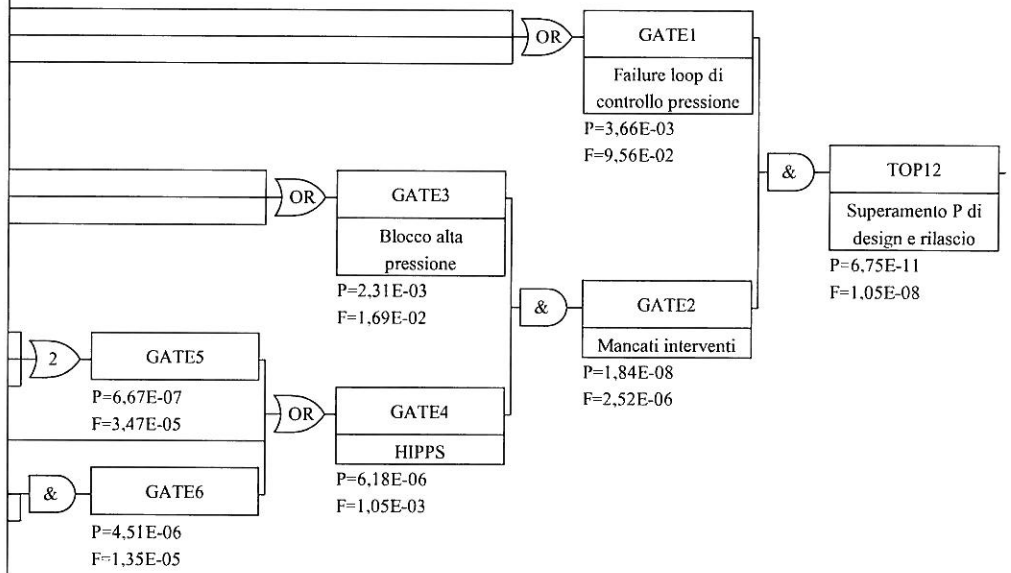 OR
GATE1
Failure loop di
controllo pressione
P=3,66E-03
F=9,56E-02
&
TOP12
Superamento P di
design e rilascio
P=6,75E-11
F=1,05E-08
OR
GATE3
Blocco alta
pressione
P=2,31E-03
F=1,69E-02
&
GATE2
Mancati interventi
P=1,84E-08
F=2,52E-06
2
GATE5
P=6,67E-07
F=3,47E-05
OR
GATE4
HIPPS
P=6,18E-06
F=1,05E-03
&
GATE6
P=4,51E-06
F=1,35E-05